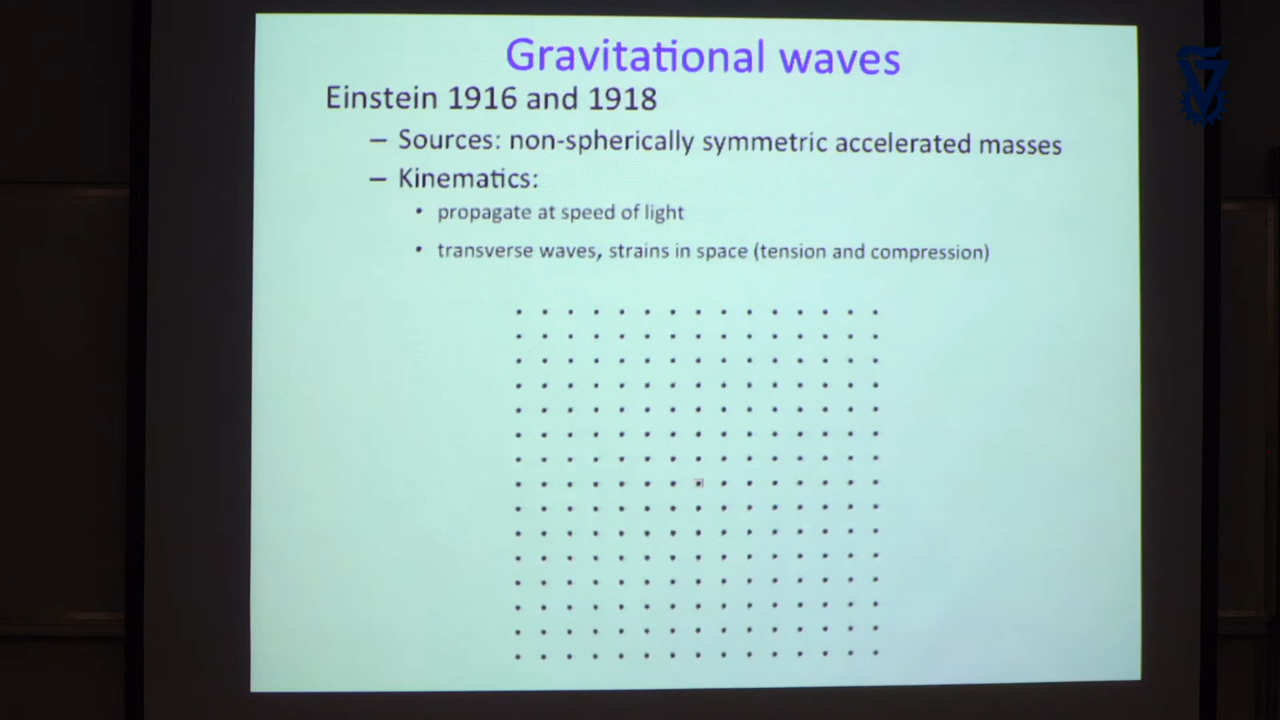 Gravitational waves
Einstein 1916 and 1918
– Sources: non-spherically symmetric accelerated masses
– Kinematics:
• propagate at speed of light
• transverse waves, strains in space (tension and compression)